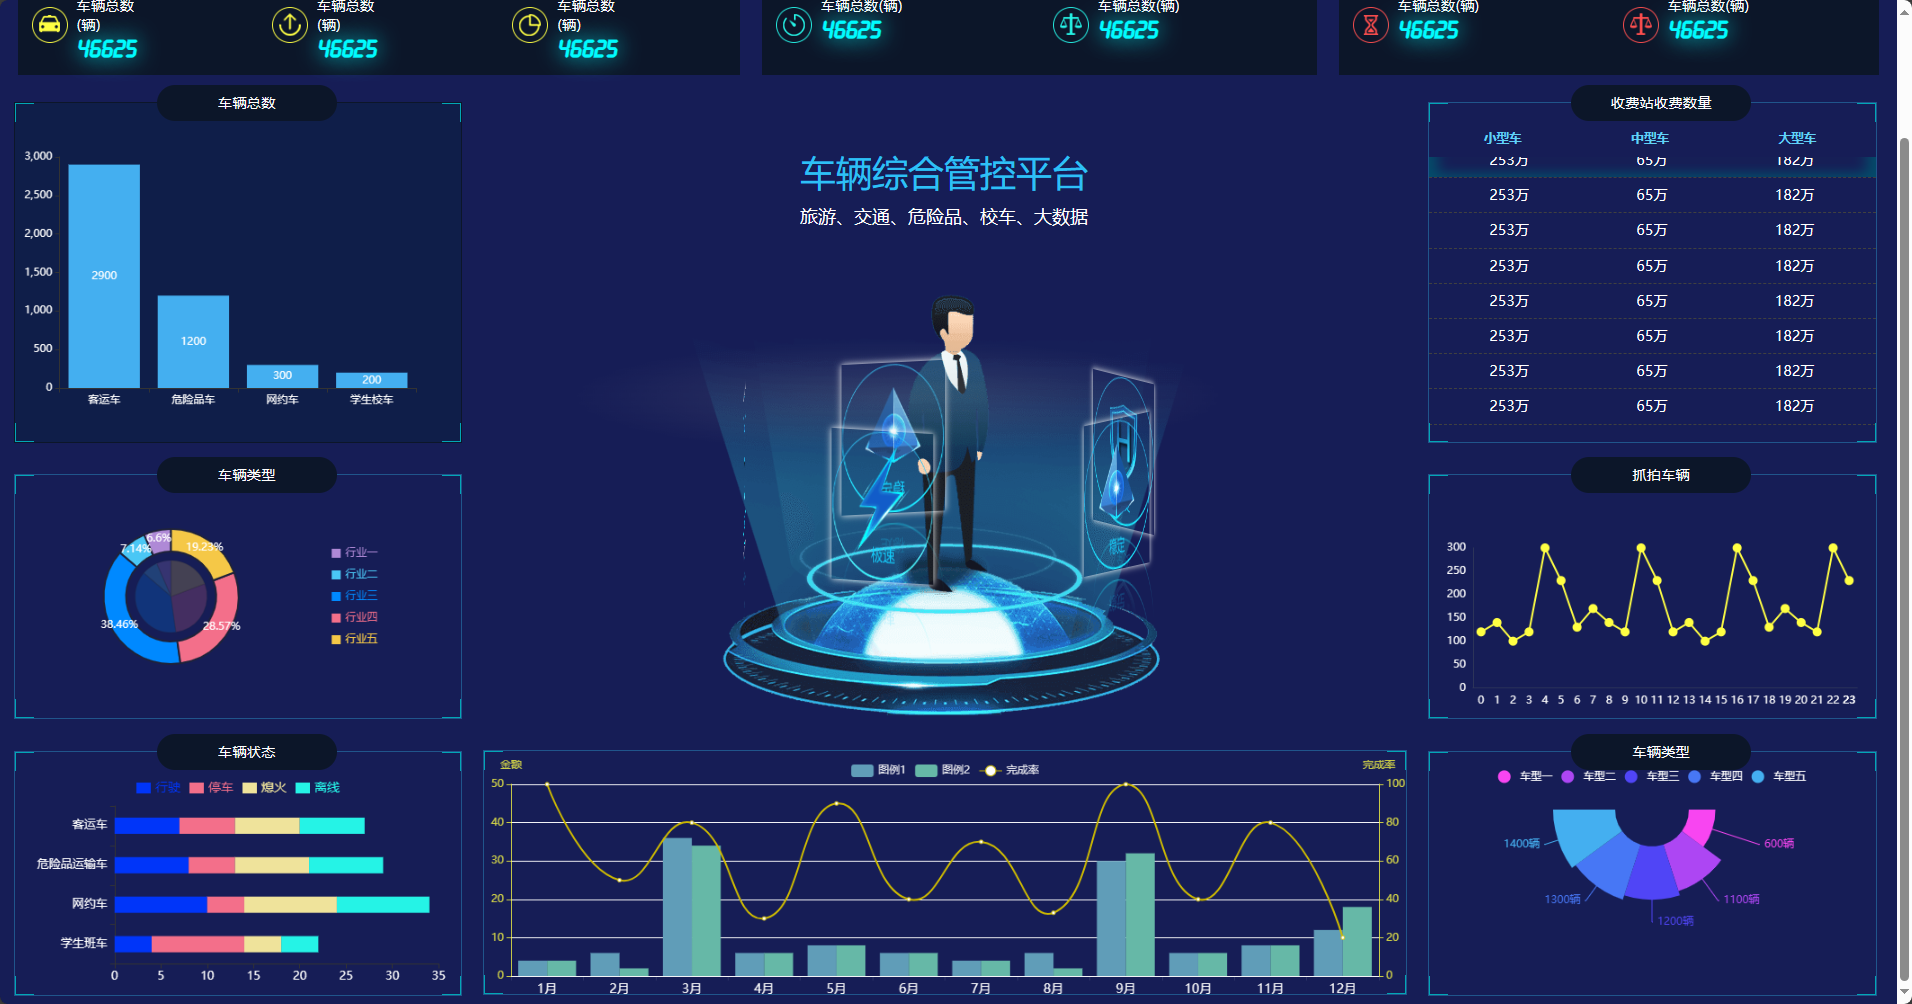 车辆总数
(辆)
46625
车辆总数
(辆)
46625
车辆总数
(辆)
46625
车辆总数(辆)
46625
车辆总数(辆)
46625
车辆总数(辆)
46625
车辆总数(辆)
46625
车辆总数
3,000
2,500
2,000
1,500
1,000
500
0
2900
1200
300
200
客运车 危险品车 网约车 学生校车
车辆综合管控平台
旅游、交通、危险品、校车、大数据
极速
稳定
收费站收费数量
小型车 中型车 大型车
253万 65万 182万
253万 65万 182万
253万 65万 182万
253万 65万 182万
253万 65万 182万
253万 65万 182万
253万 65万 182万
253万 65万 182万
车辆类型
6.6%
19.23%
7.14%
38.46%
28.57%
行业一
行业二
行业三
行业四
行业五
抓拍车辆
300
250
200
150
100
50
0
0 1 2 3 4 5 6 7 8 9 10 11 12 13 14 15 16 17 18 19 20 21 22 23
车辆状态
行驶 停车 熄火 离线
客运车
危险品运输车
网约车
学生班车
0 5 10 15 20 25 30 35
金额 图例1 图例2 完成率 完成率
50
40
30
20
10
0
100
80
60
40
20
0
1月 2月 3月 4月 5月 6月 7月 8月 9月 10月 11月 12月
车辆类型
车型一 车型二 车型三 车型四 车型五
1400辆
600辆
1300辆
1100辆
1200辆